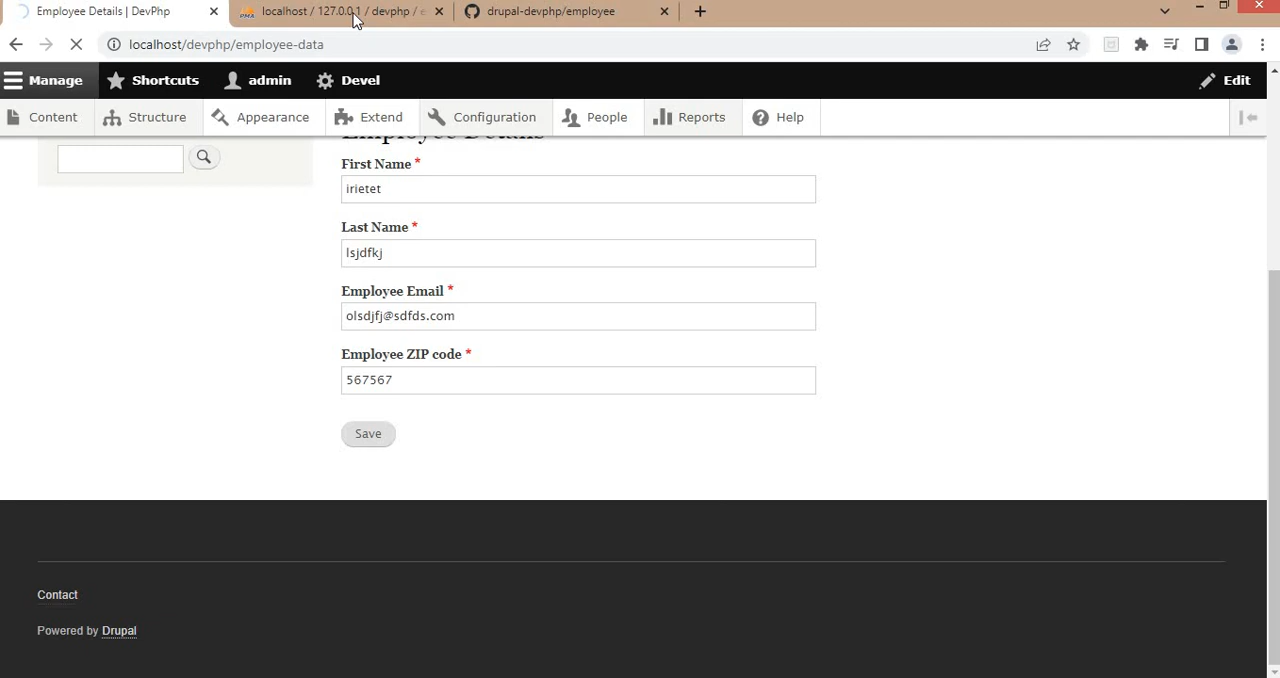 Employee Details | DevPhp
localhost / 127.0.0.1 / devphp / e
drupal-devphp/employee
localhost/devphp/employee-data
Manage
Shortcuts
admin
Devel
Edit
Content
Structure
Appearance
Extend
Configuration
People
Reports
Help
Employee Details
First Name *
irietet
Last Name *
lsjdfkj
Employee Email *
olsdjfj@sdfds.com
Employee ZIP code *
567567
Save
Contact
Powered by Drupal